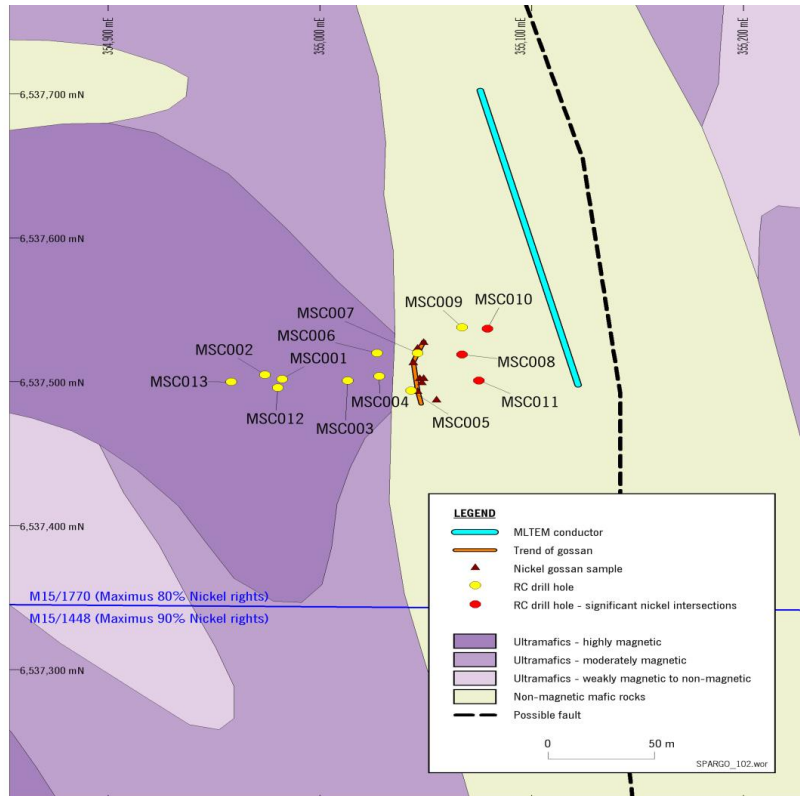 354,900 mE
355,000 mE
355,100 mE
355,200 mE
6,537,700 mN
6,537,600 mN
MSC009
MSC010
MSC007
MSC006
MSC002
MSC001
MSC008
MSC013
6,537,500 mN
MSC012
MSC004
MSC011
MSC003
MSC005
6,537,400 mN
M15/1770 (Maximus 80% Nickel rights)
M15/1448 (Maximus 90% Nickel rights)
6,537,300 mN
LEGEND
MLTEM conductor
Trend of gossan
Nickel gossan sample
RC drill hole
RC drill hole - significant nickel intersections
Ultramafics - highly magnetic
Ultramafics - moderately magnetic
Ultramafics - weakly magnetic to non-magnetic
Non-magnetic mafic rocks
Possible fault
0 50 m
SPARGO_102.wor